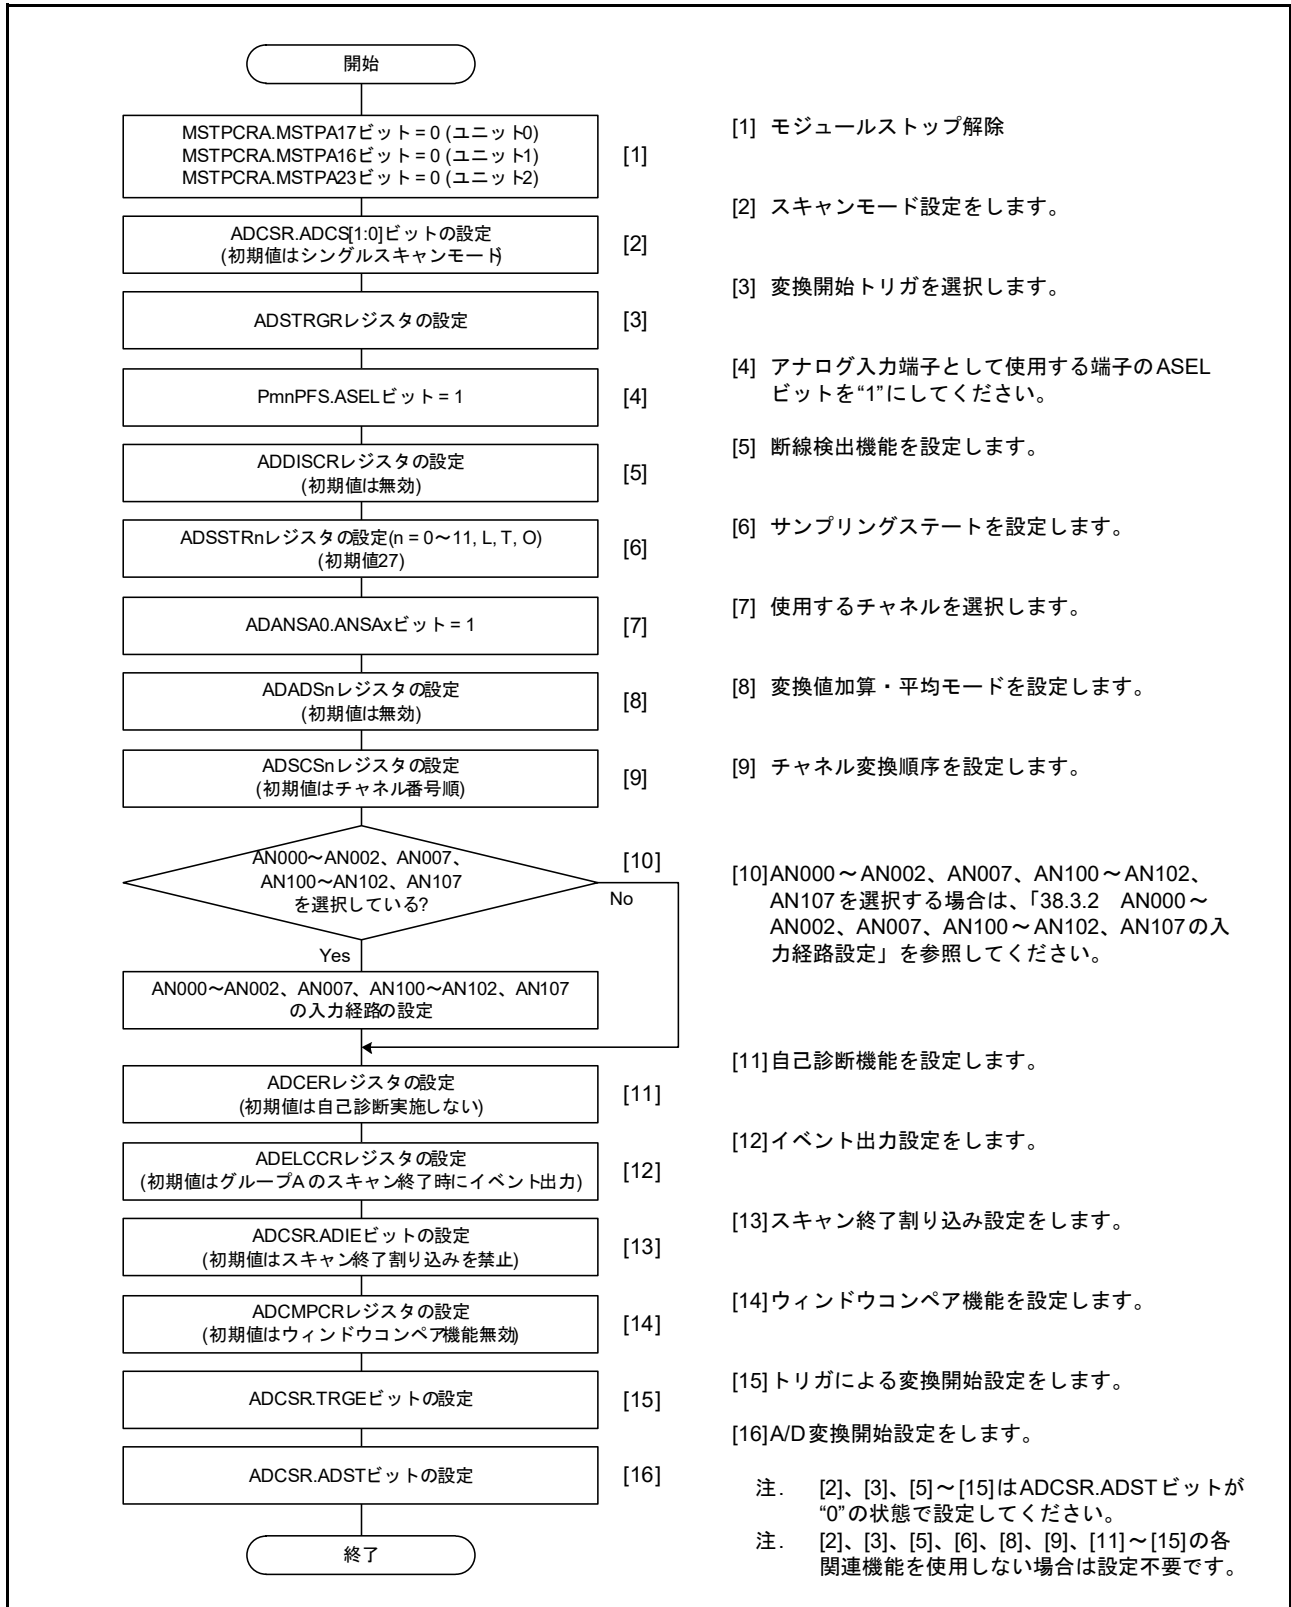 開始
MSTPCRA.MSTPA17ビット = 0 (ユニット0)
MSTPCRA.MSTPA16ビット = 0 (ユニット1)
MSTPCRA.MSTPA23ビット = 0 (ユニット2)
[1]
ADCSR.ADCS[1:0]ビットの設定
(初期値はシングルスキャンモード)
[2]
ADSTRGRレジスタの設定
[3]
PmnPFS.ASELビット = 1
[4]
ADDISCRレジスタの設定
(初期値は無効)
[5]
ADSSTRnレジスタの設定(n = 0～11, L, T, O)
(初期値27)
[6]
ADANSA0.ANSAxビット = 1
[7]
ADADSnレジスタの設定
(初期値は無効)
[8]
ADSCSnレジスタの設定
(初期値はチャネル番号順)
[9]
AN000～AN002、AN007、
AN100～AN102、AN107
を選択している?
[10]
No
Yes
AN000～AN002、AN007、AN100～AN102、AN107
の入力経路の設定
ADCERレジスタの設定
(初期値は自己診断実施しない)
[11]
ADELCCRレジスタの設定
(初期値はグループA のスキャン終了時にイベント出力)
[12]
ADCSR.ADIEビットの設定
(初期値はスキャン終了割り込みを禁止)
[13]
ADCMPCRレジスタの設定
(初期値はウィンドウコンペア機能無効)
[14]
ADCSR.TRGEビットの設定
[15]
ADCSR.ADSTビットの設定
[16]
終了
[1] モジュールストップ解除
[2] スキャンモード設定をします。
[3] 変換開始トリガを選択します。
[4] アナログ入力端子として使用する端子のASEL
ビットを“1”にしてください。
[5] 断線検出機能を設定します。
[6] サンプリングステートを設定します。
[7] 使用するチャネルを選択します。
[8] 変換値加算・平均モードを設定します。
[9] チャネル変換順序を設定します。
[10]AN000～AN002、AN007、AN100～AN102、
AN107を選択する場合は、「38.3.2　AN000～
AN002、AN007、AN100～AN102、AN107の入
力経路設定」を参照してください。
[11]自己診断機能を設定します。
[12]イベント出力設定をします。
[13]スキャン終了割り込み設定をします。
[14]ウィンドウコンペア機能を設定します。
[15]トリガによる変換開始設定をします。
[16]A/D変換開始設定をします。
注.　[2]、[3]、[5]～[15]はADCSR.ADSTビットが
“0”の状態で設定してください。
注.　[2]、[3]、[5]、[6]、[8]、[9]、[11]～[15]の各
関連機能を使用しない場合は設定不要です。